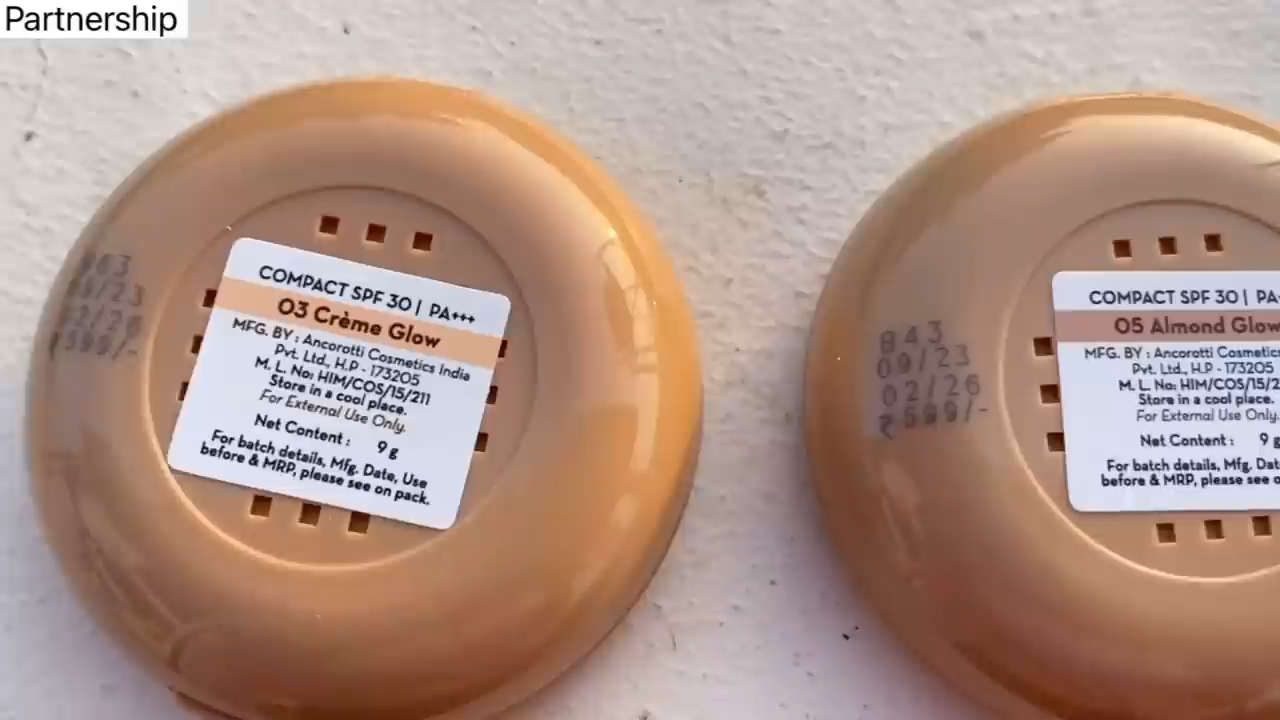 Partnership
09/23
02/26
₹599/-
COMPACT SPF 30 | PA+++
03 Crème Glow
MFG. BY : Ancorotti Cosmetics India
Pvt. Ltd., H.P - 173205
M. L. No: HIM/COS/15/211
Store in a cool place.
For External Use Only.
Net Content : 9 g
For batch details, Mfg. Date, Use
before & MRP, please see on pack.
843
09/23
02/26
₹599/-
COMPACT SPF 30 | PA
05 Almond Glow
MFG. BY : Ancorotti Cosmetics
Pvt. Ltd., H.P - 173205
M. L. No: HIM/COS/15/2
Store in a cool place.
For External Use Only.
Net Content : 9 g
For batch details, Mfg. Dat
before & MRP, please see o